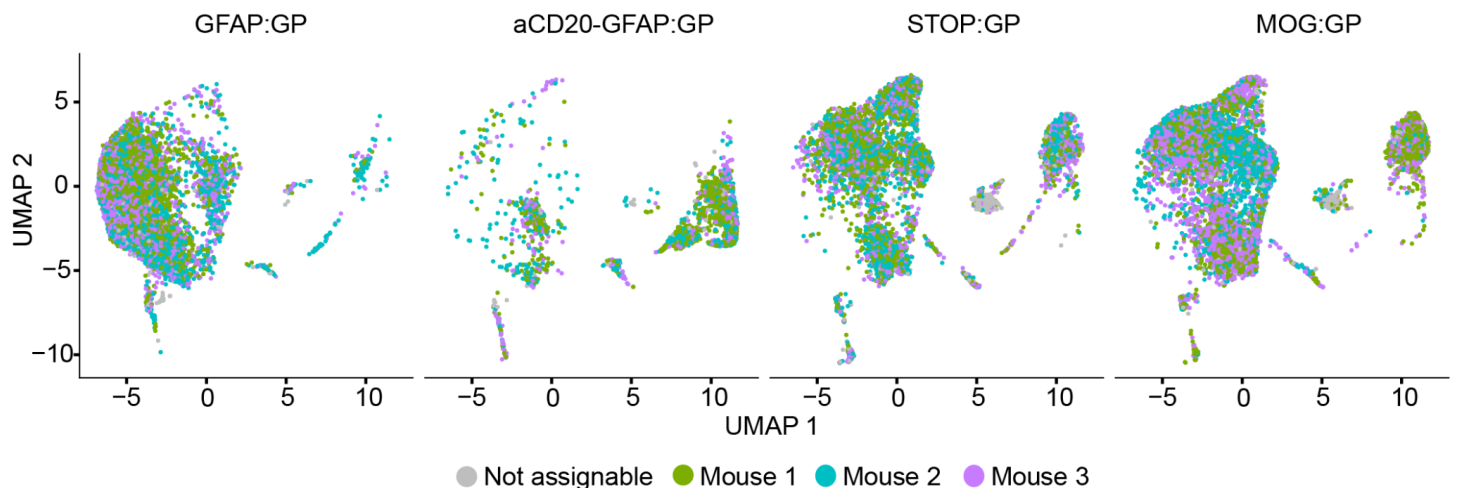 GFAP:GP aCD20-GFAP:GP STOP:GP MOG:GP
UMAP 2
5
0
−5
−10
−5 0 5 10 −5 0 5 10 −5 0 5 10 −5 0 5 10
UMAP 1
Not assignable Mouse 1 Mouse 2 Mouse 3